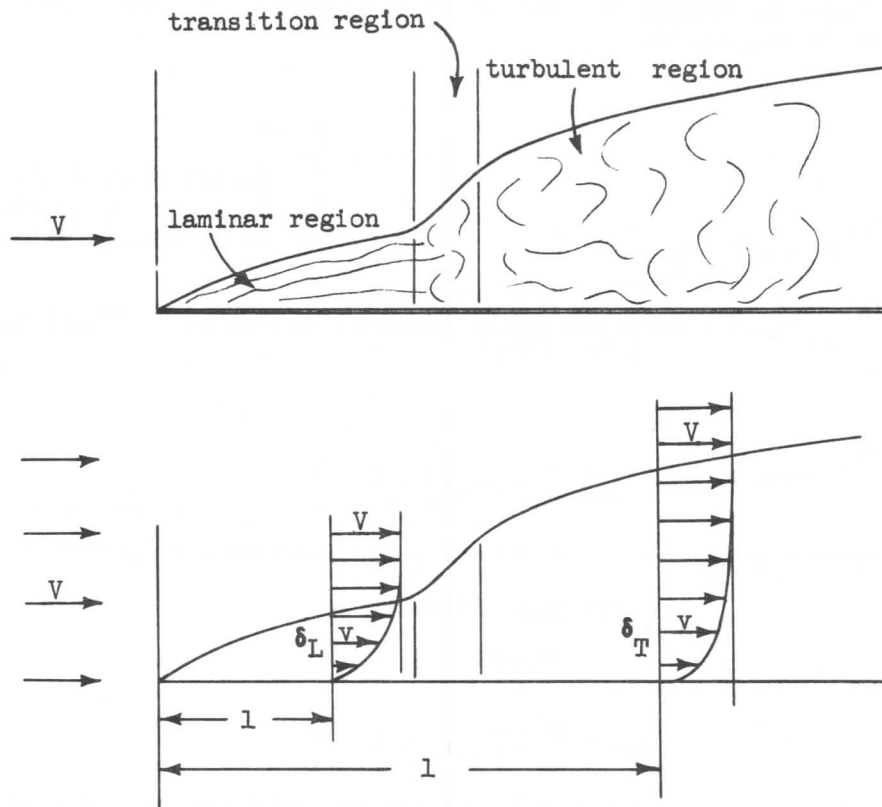 transition region
turbulent region
V
laminar region
V
V
V
δL
v
δT
v
l
l